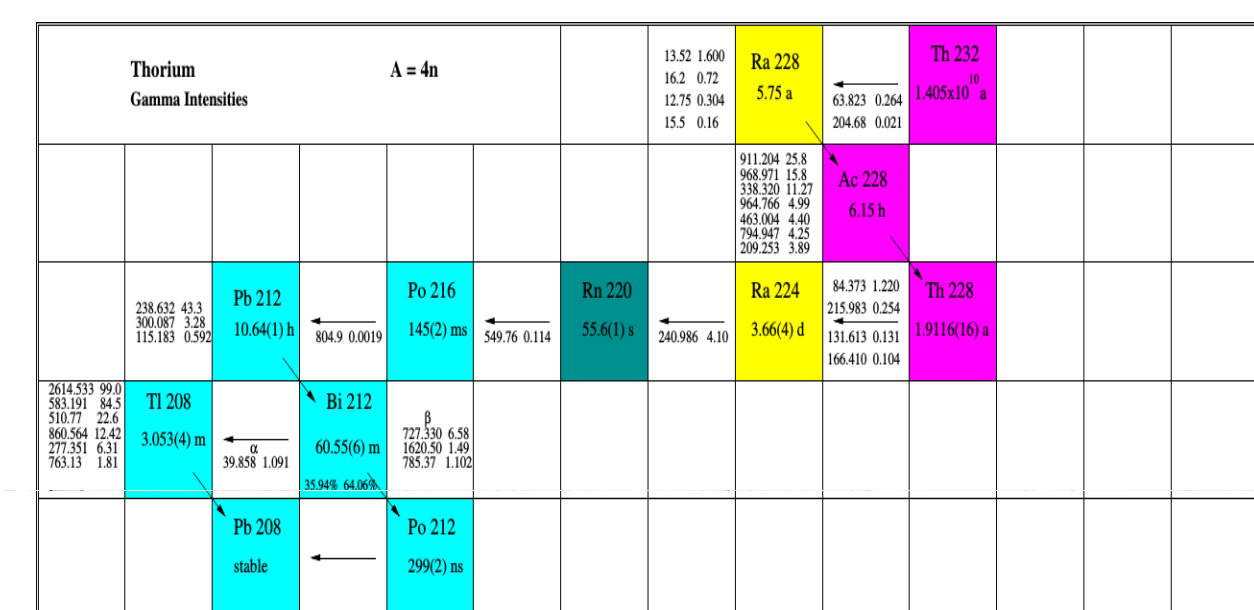 Thorium
Gamma Intensities
A = 4n
13.52 1.600
16.2 0.72
12.75 0.304
15.5 0.16
Ra 228
5.75 a
63.823 0.264
204.68 0.021
Th 232
1.405x10^10 a
911.204 25.8
968.971 15.8
338.320 11.27
964.766 4.99
463.004 4.40
794.947 4.25
209.253 3.89
Ac 228
6.15 h
238.632 43.3
300.087 3.28
115.183 0.592
Pb 212
10.64(1) h
804.9 0.0019
Po 216
145(2) ms
549.76 0.114
Rn 220
55.6(1) s
240.986 4.10
Ra 224
3.66(4) d
84.373 1.220
215.983 0.254
131.613 0.131
166.410 0.104
Th 228
1.9116(16) a
2614.533 99.0
583.191 84.5
510.77 22.6
860.564 12.42
277.351 6.31
763.13 1.81
Tl 208
3.053(4) m
α
39.858 1.091
Bi 212
60.55(6) m
35.94% 64.06%
β
727.330 6.58
1620.50 1.49
785.37 1.102
Pb 208
stable
Po 212
299(2) ns